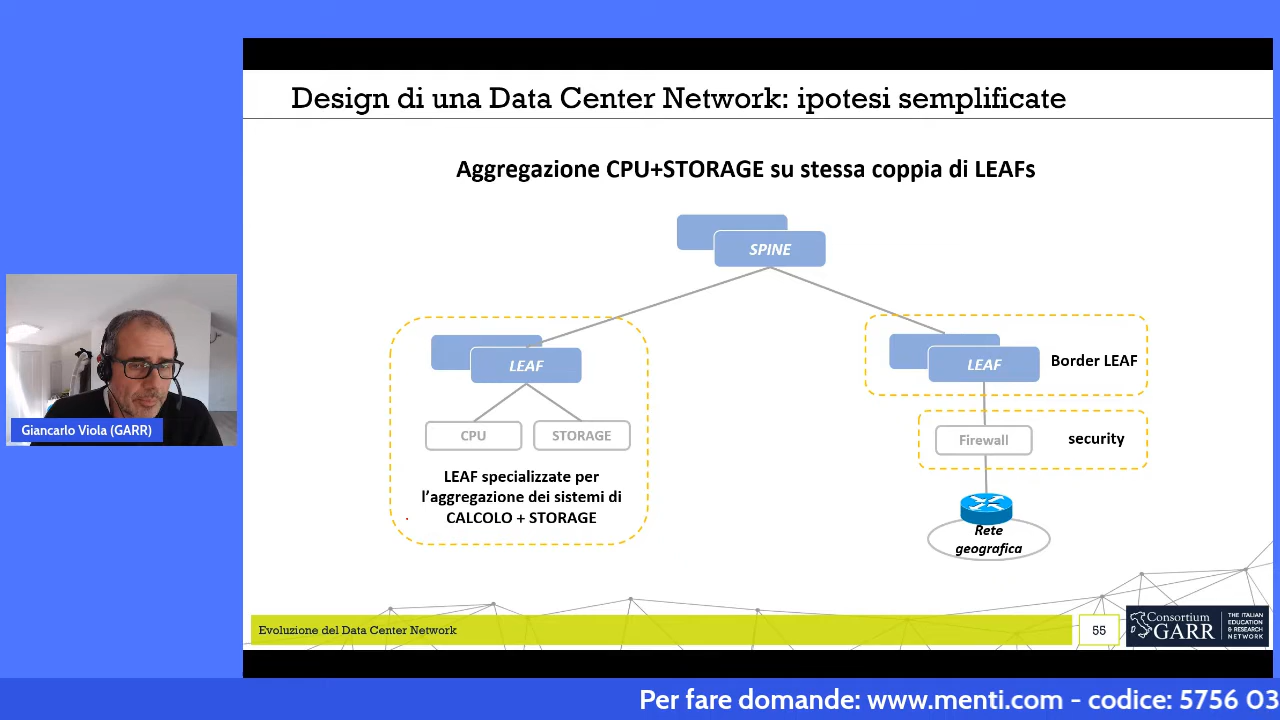 Design di una Data Center Network: ipotesi semplificate
Aggregazione CPU+STORAGE su stessa coppia di LEAFs
SPINE
LEAF
CPU
STORAGE
LEAF specializzate per
l'aggregazione dei sistemi di
CALCOLO + STORAGE
LEAF
Border LEAF
Firewall
security
Rete
geografica
Giancarlo Viola (GARR)
Evoluzione del Data Center Network
55
Consortium
GARR
THE ITALIAN
EDUCATION
& RESEARCH
NETWORK
Per fare domande: www.menti.com - codice: 5756 03